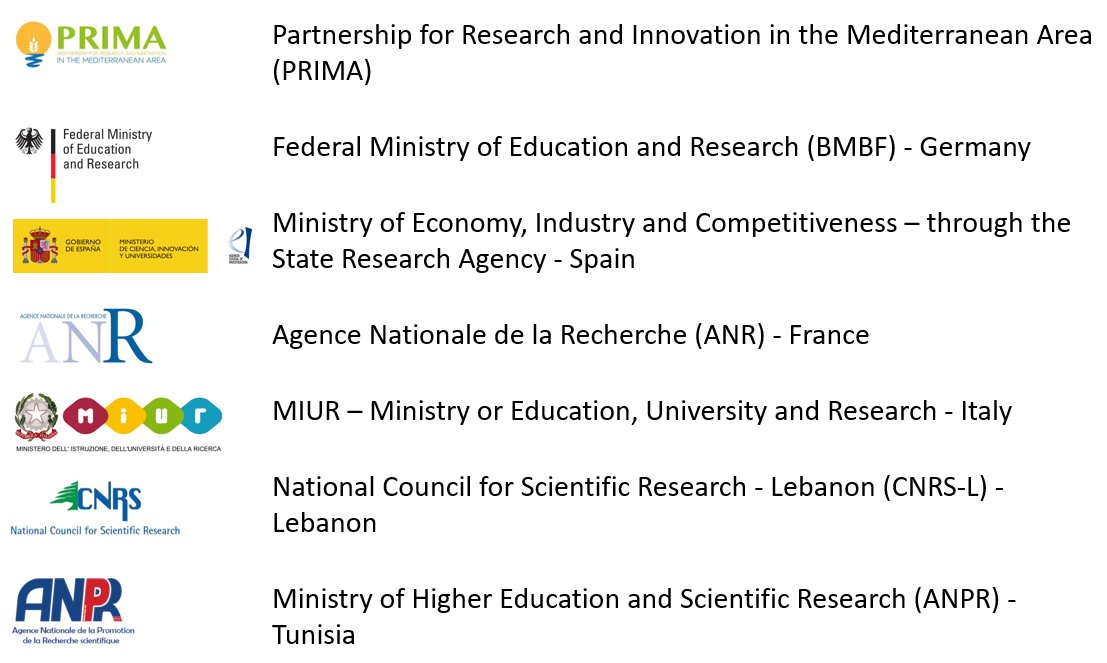 PRIMA
PARTNERSHIP FOR RESEARCH AND INNOVATION
IN THE MEDITERRANEAN AREA
Partnership for Research and Innovation in the Mediterranean Area
(PRIMA)
Federal Ministry
of Education
and Research
Federal Ministry of Education and Research (BMBF) - Germany
GOBIERNO
DE ESPAÑA
MINISTERIO
DE CIENCIA, INNOVACIÓN
Y UNIVERSIDADES
AGENCIA
ESTATAL DE
INVESTIGACIÓN
Ministry of Economy, Industry and Competitiveness – through the
State Research Agency - Spain
AGENCE NATIONALE DE LA RECHERCHE
ANR
Agence Nationale de la Recherche (ANR) - France
miur
MINISTERO DELL' ISTRUZIONE, DELL'UNIVERSITÀ E DELLA RICERCA
MIUR – Ministry or Education, University and Research - Italy
CNRS
National Council for Scientific Research
National Council for Scientific Research - Lebanon (CNRS-L) -
Lebanon
ANPR
Agence Nationale de la Promotion
de la Recherche scientifique
Ministry of Higher Education and Scientific Research (ANPR) -
Tunisia